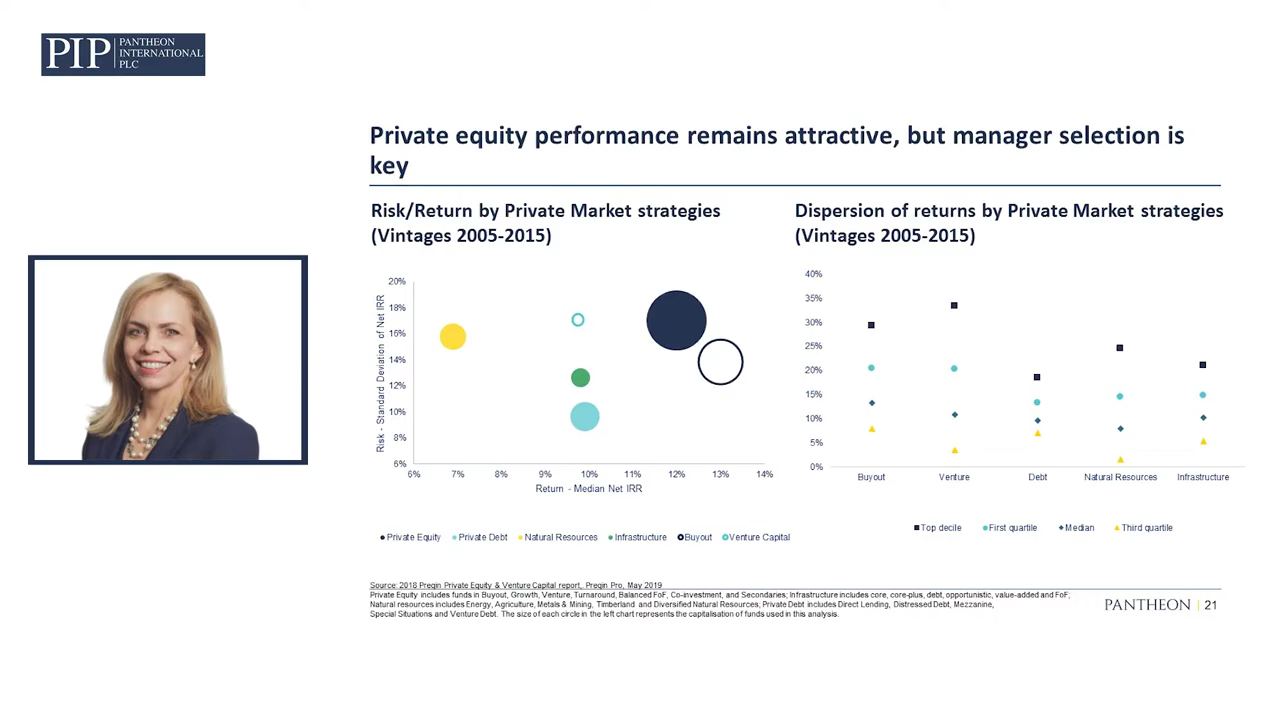 PIP
PANTHEON
INTERNATIONAL
PLC
Private equity performance remains attractive, but manager selection is
key
Risk/Return by Private Market strategies
(Vintages 2005-2015)
20%
18%
16%
14%
12%
10%
8%
6%
Risk - Standard Deviation of Net IRR
6% 7% 8% 9% 10% 11% 12% 13% 14%
Return - Median Net IRR
Private Equity Private Debt Natural Resources Infrastructure Buyout Venture Capital
Dispersion of returns by Private Market strategies
(Vintages 2005-2015)
40%
35%
30%
25%
20%
15%
10%
5%
0%
Buyout Venture Debt Natural Resources Infrastructure
Top decile First quartile Median Third quartile
Source: 2018 Preqin Private Equity & Venture Capital report,. Preqin Pro, May 2019
Private Equity includes funds in Buyout, Growth, Venture, Turnaround, Balanced FoF, Co-investment, and Secondaries; Infrastructure includes core, core-plus, debt, opportunistic, value-added and FoF;
Natural resources includes Energy, Agriculture, Metals & Mining, Timberland and Diversified Natural Resources; Private Debt includes Direct Lending, Distressed Debt, Mezzanine,
Special Situations and Venture Debt. The size of each circle in the left chart represents the capitalisation of funds used in this analysis.
PANTHEON | 21